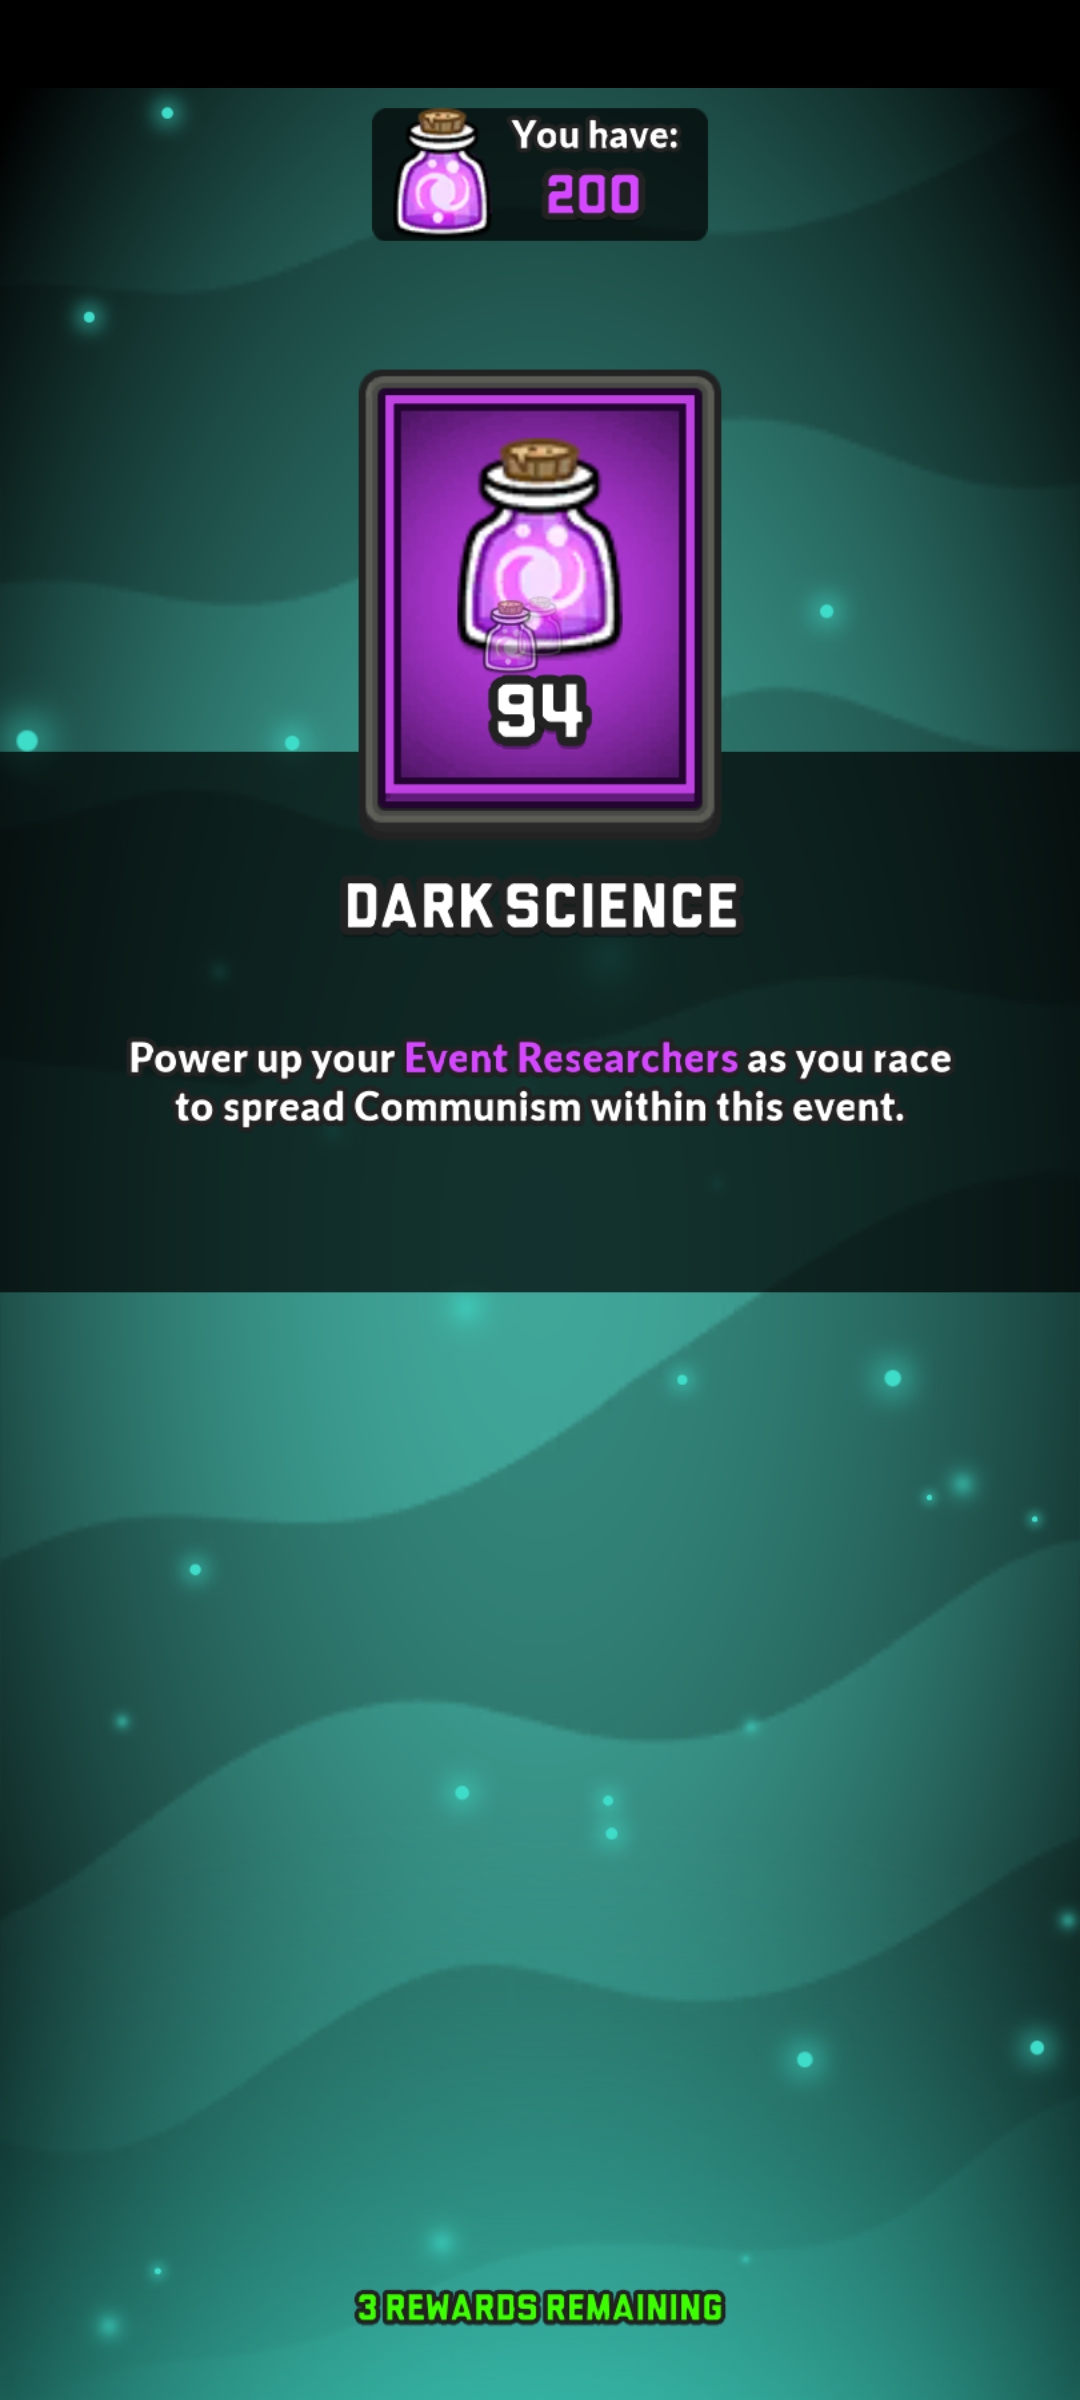 You have:
200
94
DARK SCIENCE
Power up your Event Researchers as you race
to spread Communism within this event.
3 REWARDS REMAINING